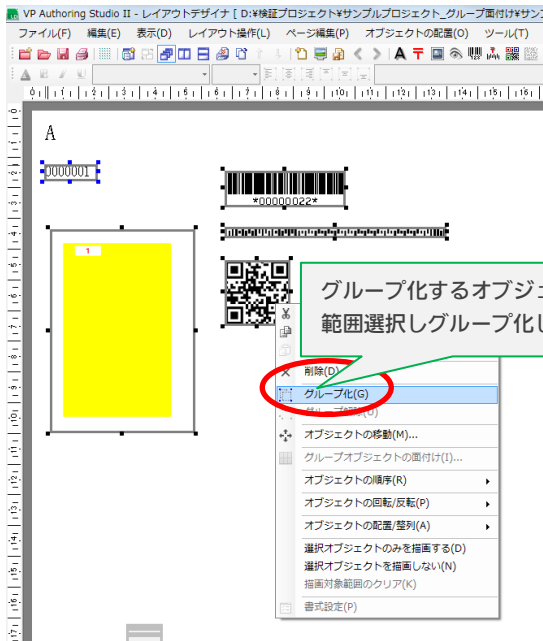 VP Authoring Studio II - レイアウトデザイナ [ D:¥検証プロジェクト¥サンプルプロジェクト_グループ面付け¥サン
ファイル(F) 編集(E) 表示(D) レイアウト操作(L) ページ編集(P) オブジェクトの配置(O) ツール(T)
A
0000001
*00000022*
1
グループ化するオブジェ
範囲選択しグループ化し
削除(D)
グループ化(G)
オブジェクトの移動(M)...
グループオブジェクトの面付け(I)...
オブジェクトの順序(R)
オブジェクトの回転/反転(P)
オブジェクトの配置/整列(A)
選択オブジェクトのみを描画する(D)
選択オブジェクトを描画しない(N)
描画対象範囲のクリア(K)
書式設定(P)